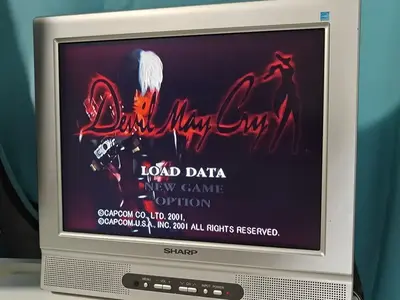 Devil May Cry
LOAD DATA
NEW GAME
OPTION
©CAPCOM CO., LTD. 2001,
©CAPCOM U.S.A., INC. 2001 ALL RIGHTS RESERVED.
SHARP
MENU